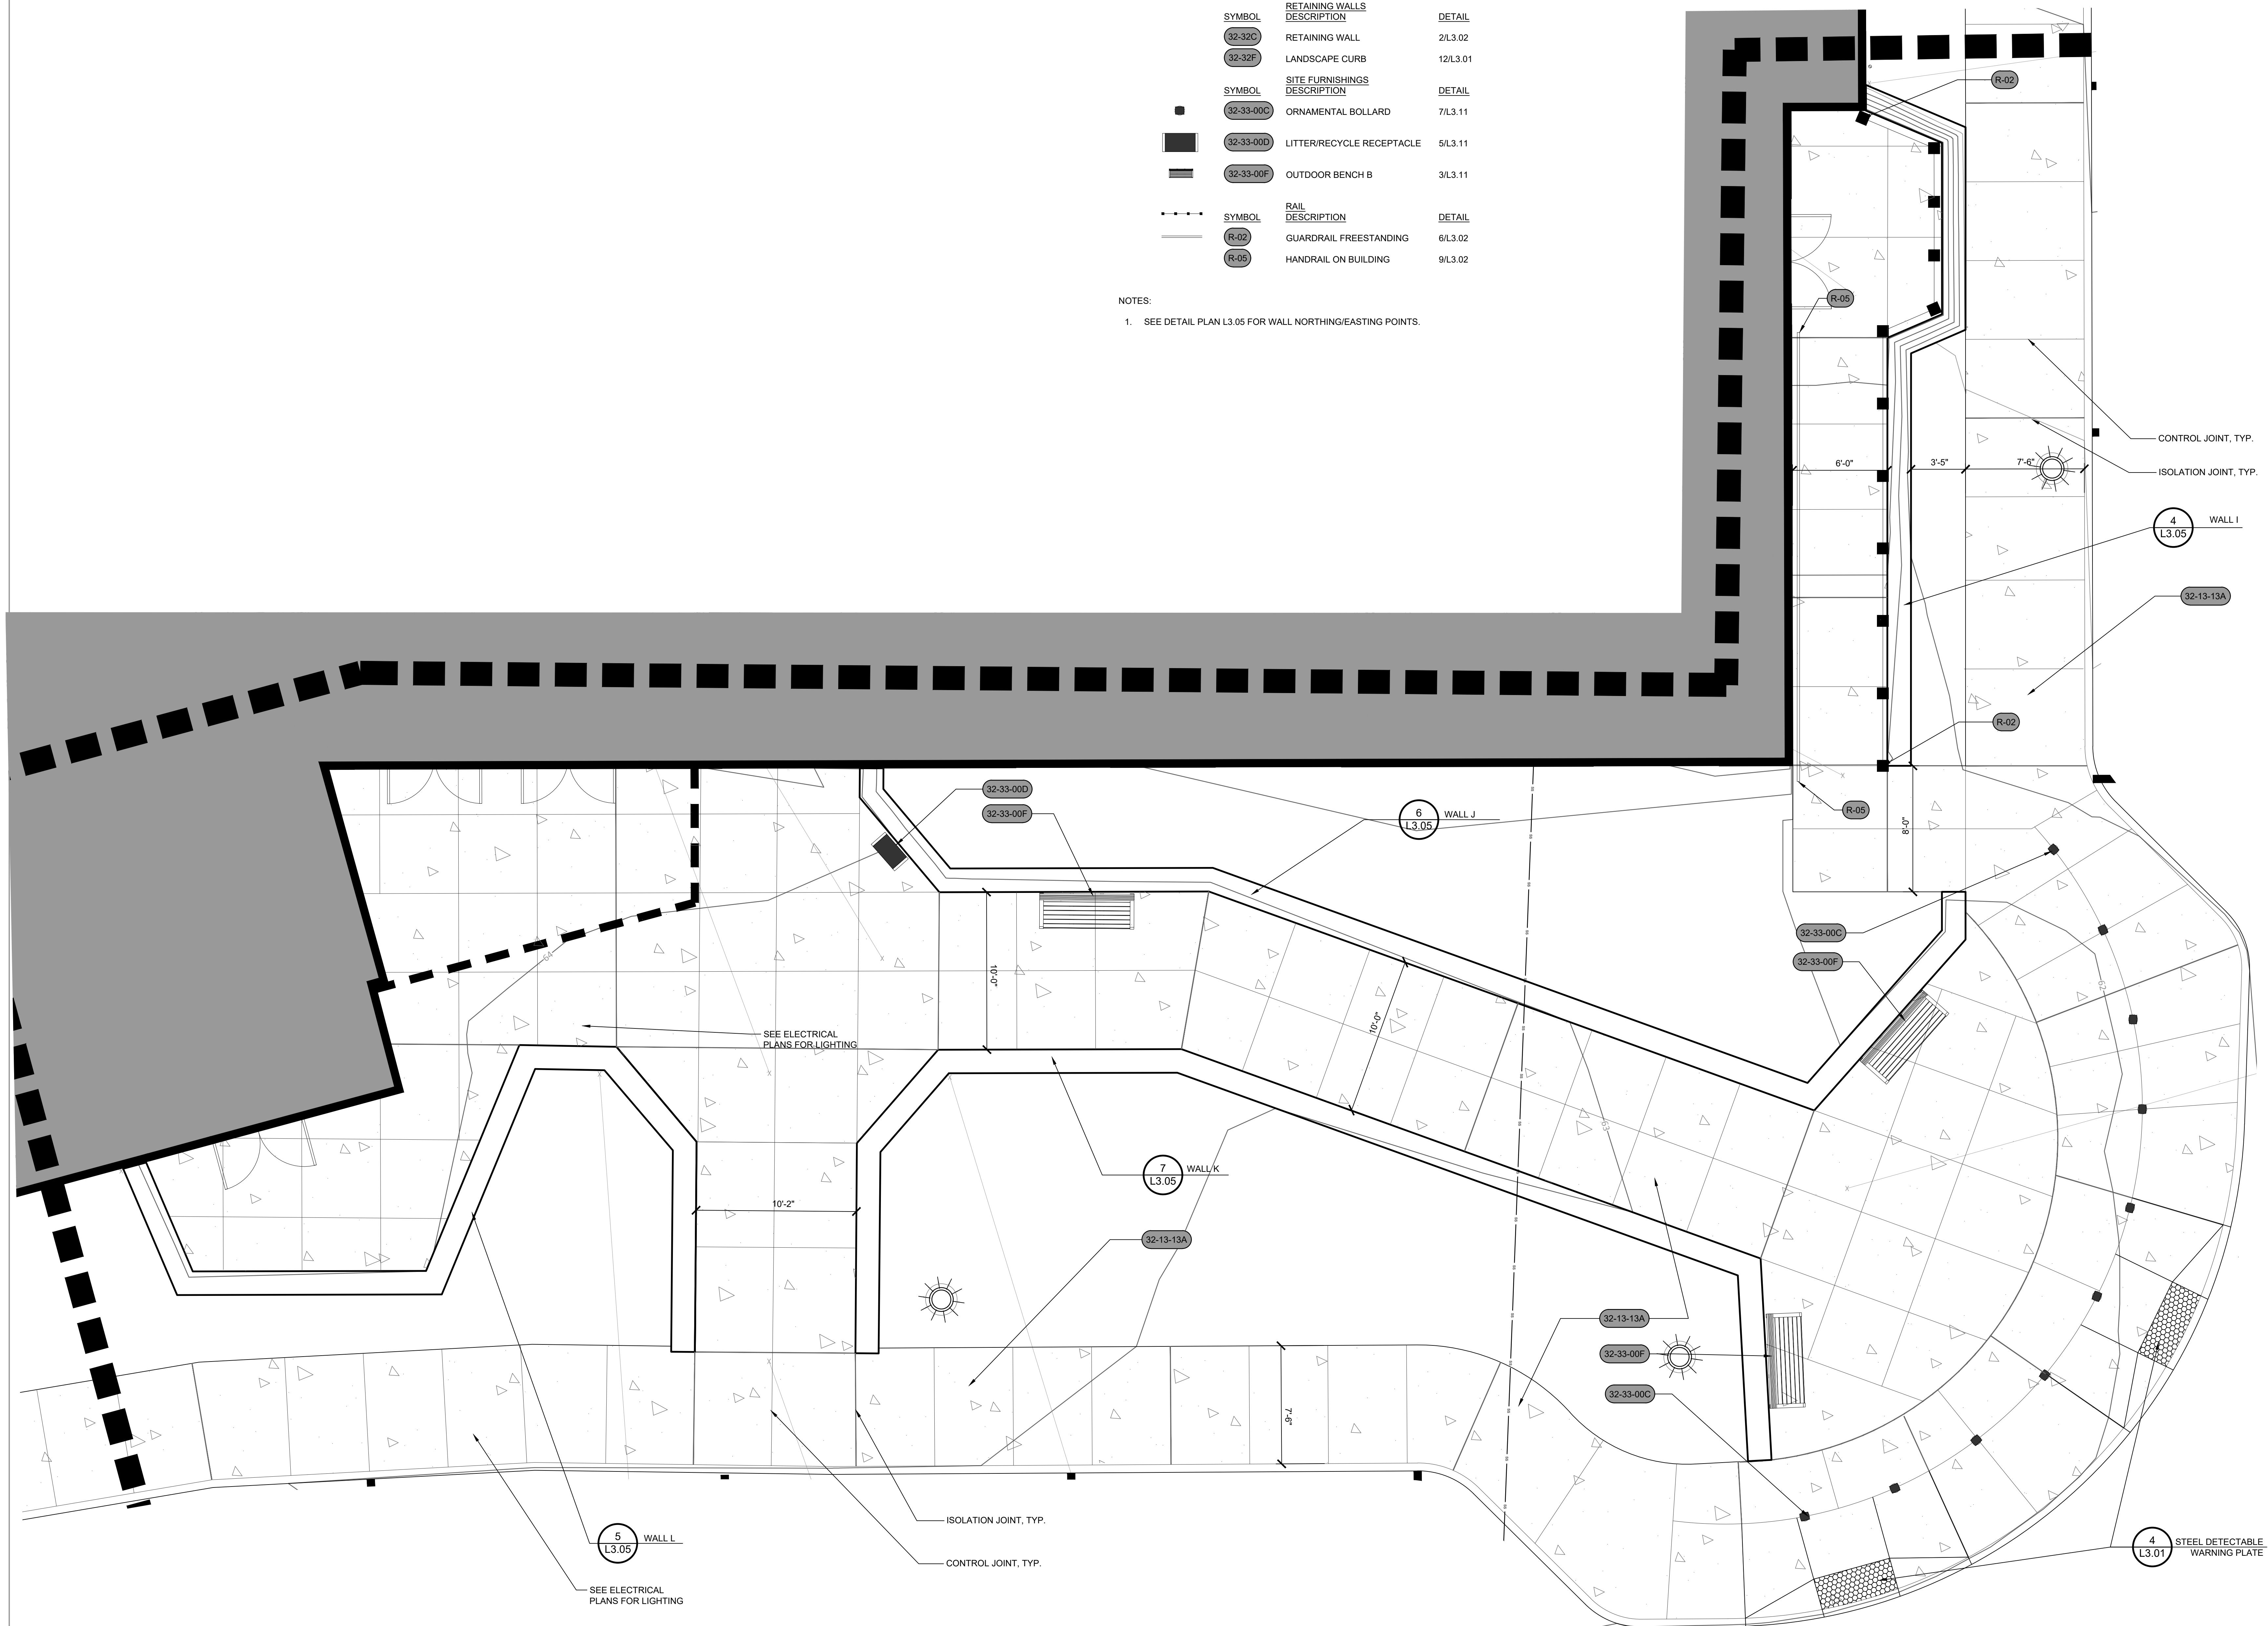 RETAINING WALLS
SYMBOL DESCRIPTION DETAIL
32-32C RETAINING WALL 2/L3.02
32-32F LANDSCAPE CURB 12/L3.01
SITE FURNISHINGS
SYMBOL DESCRIPTION DETAIL
32-33-00C ORNAMENTAL BOLLARD 7/L3.11
32-33-00D LITTER/RECYCLE RECEPTACLE 5/L3.11
32-33-00F OUTDOOR BENCH B 3/L3.11
RAIL
SYMBOL DESCRIPTION DETAIL
R-02 GUARDRAIL FREESTANDING 6/L3.02
R-05 HANDRAIL ON BUILDING 9/L3.02
NOTES:
1. SEE DETAIL PLAN L3.05 FOR WALL NORTHING/EASTING POINTS.
R-02
R-05
CONTROL JOINT, TYP.
6'-0" 3'-5" 7'-6"
ISOLATION JOINT, TYP.
4 WALL I
L3.05
32-13-13A
R-02
32-33-00D
32-33-00F
6 WALL J
L3.05
R-05
8'-0"
32-33-00C
32-33-00F
64
10'-0"
62
10'-0"
SEE ELECTRICAL
PLANS FOR LIGHTING
63
7 WALL K
L3.05
10'-2"
32-13-13A
32-13-13A
32-33-00F
32-33-00C
7'-6"
ISOLATION JOINT, TYP.
5 WALL L
L3.05
CONTROL JOINT, TYP.
4 STEEL DETECTABLE
L3.01 WARNING PLATE
SEE ELECTRICAL
PLANS FOR LIGHTING